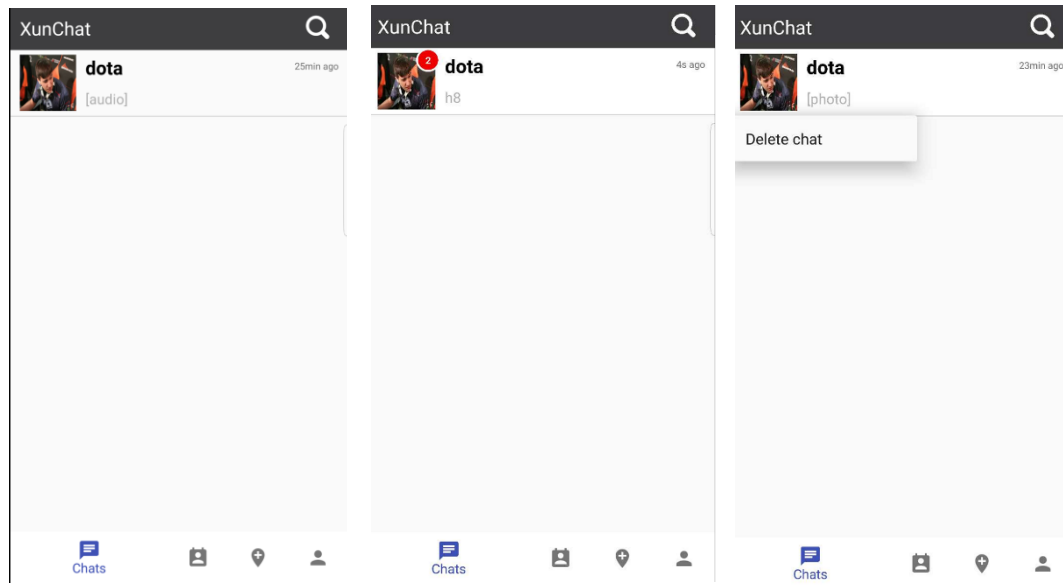 XunChat
dota
25min ago
[audio]
Chats
XunChat
2
dota
4s ago
h8
Chats
XunChat
dota
23min ago
[photo]
Delete chat
Chats